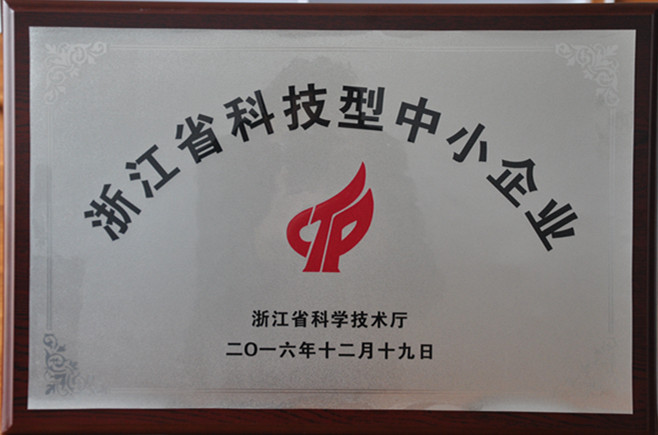 浙江省科技型中小企业
CTP
浙江省科学技术厅
二〇一六年十二月十九日